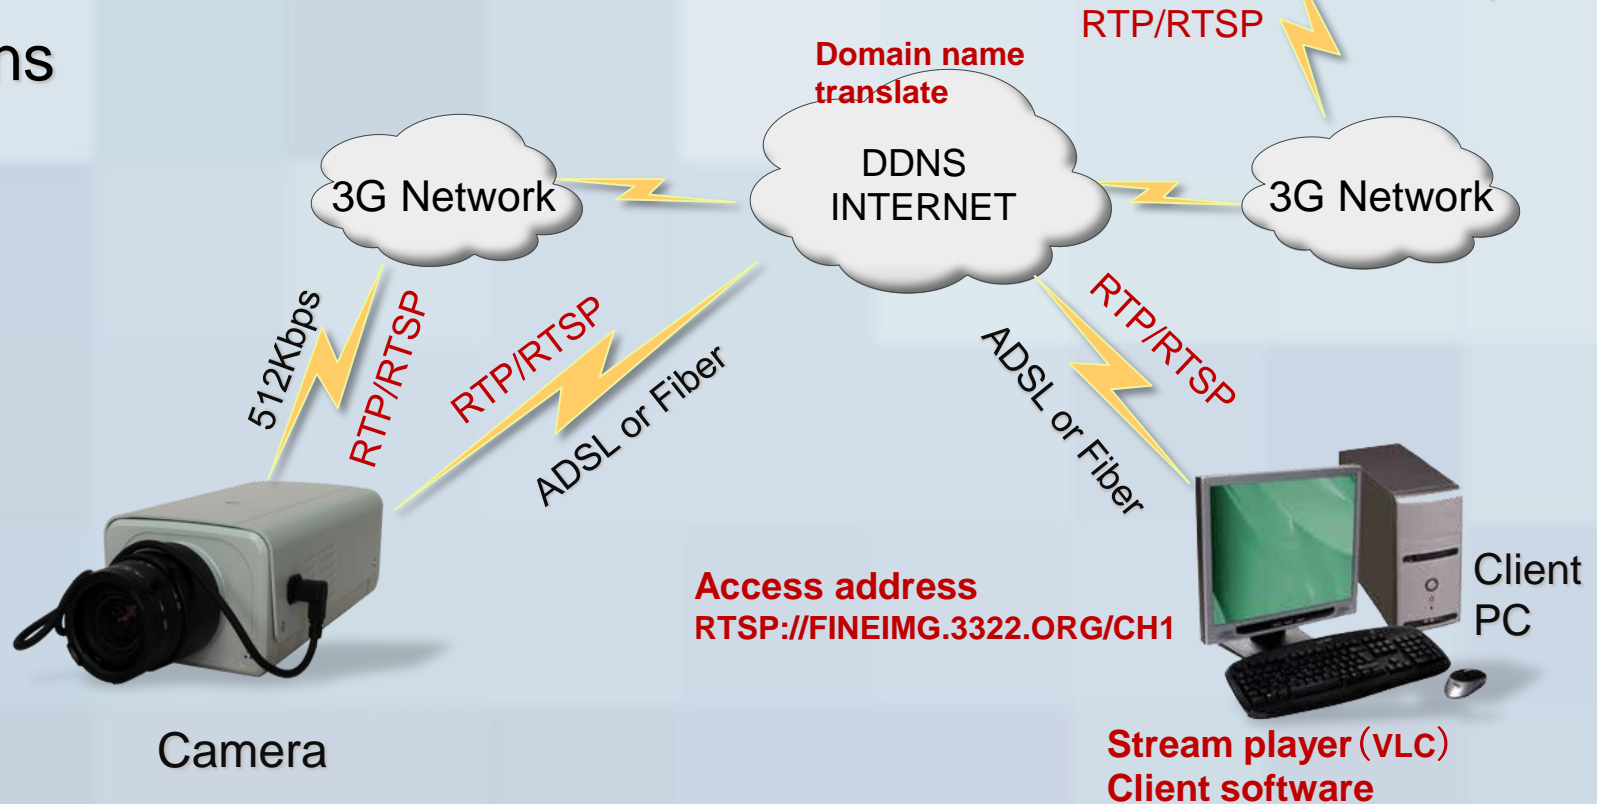 ns
RTP/RTSP
Domain name
translate
DDNS
INTERNET
3G Network
3G Network
512Kbps
RTP/RTSP
RTP/RTSP
ADSL or Fiber
RTP/RTSP
ADSL or Fiber
Access address
RTSP://FINEIMG.3322.ORG/CH1
Client
PC
Camera
Stream player（VLC）
Client software